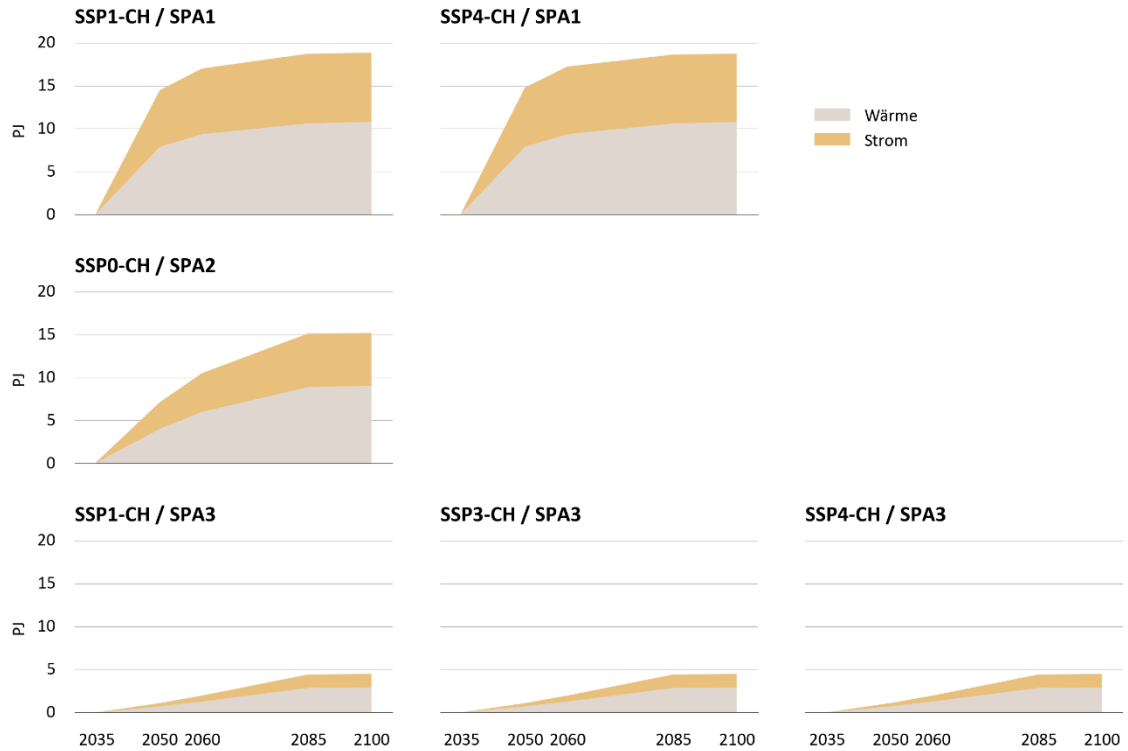 SSP1-CH / SPA1
SSP4-CH / SPA1
20
15
10
5
0
PJ
Wärme
Strom
SSP0-CH / SPA2
20
15
10
5
0
PJ
SSP1-CH / SPA3
SSP3-CH / SPA3
SSP4-CH / SPA3
20
15
10
5
0
PJ
2035 2050 2060 2085 2100
2035 2050 2060 2085 2100
2035 2050 2060 2085 2100